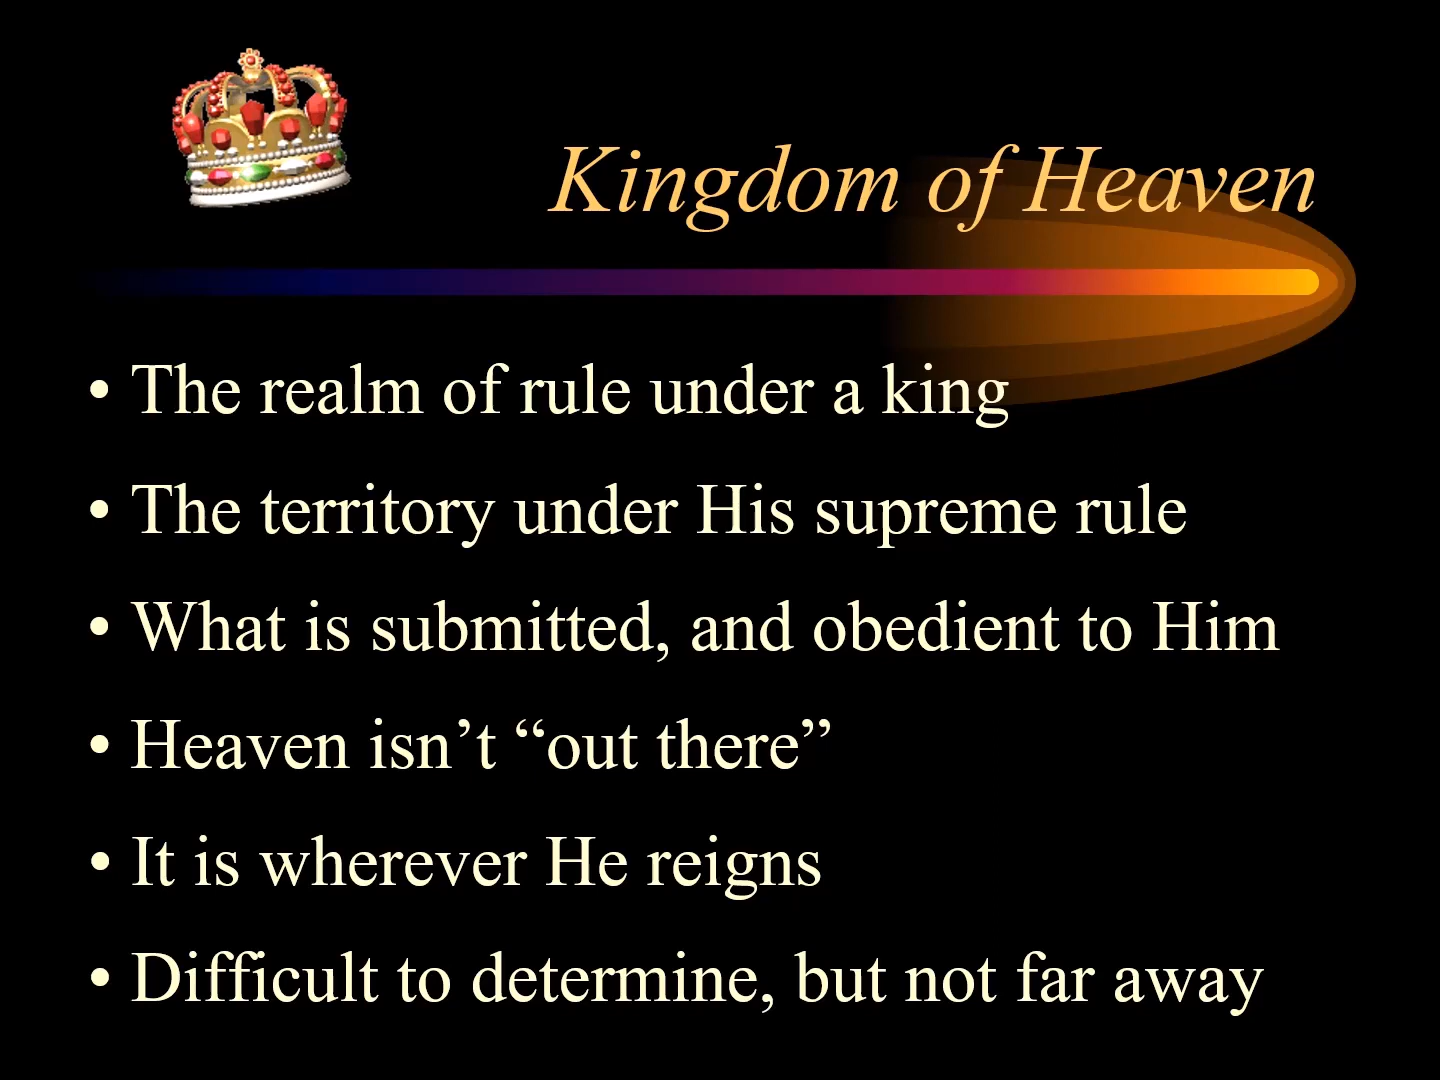 Kingdom of Heaven
• The realm of rule under a king
• The territory under His supreme rule
• What is submitted, and obedient to Him
• Heaven isn’t “out there”
• It is wherever He reigns
• Difficult to determine, but not far away